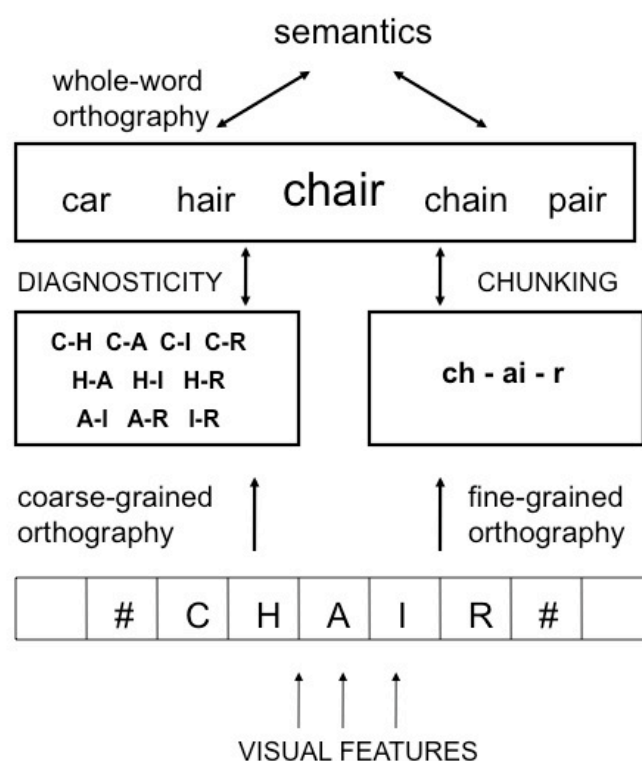 semantics
whole-word
orthography
car hair chair chain pair
DIAGNOSTICITY CHUNKING
C-H C-A C-I C-R
H-A H-I H-R
A-I A-R I-R
ch - ai - r
coarse-grained
orthography
fine-grained
orthography
# C H A I R #
VISUAL FEATURES